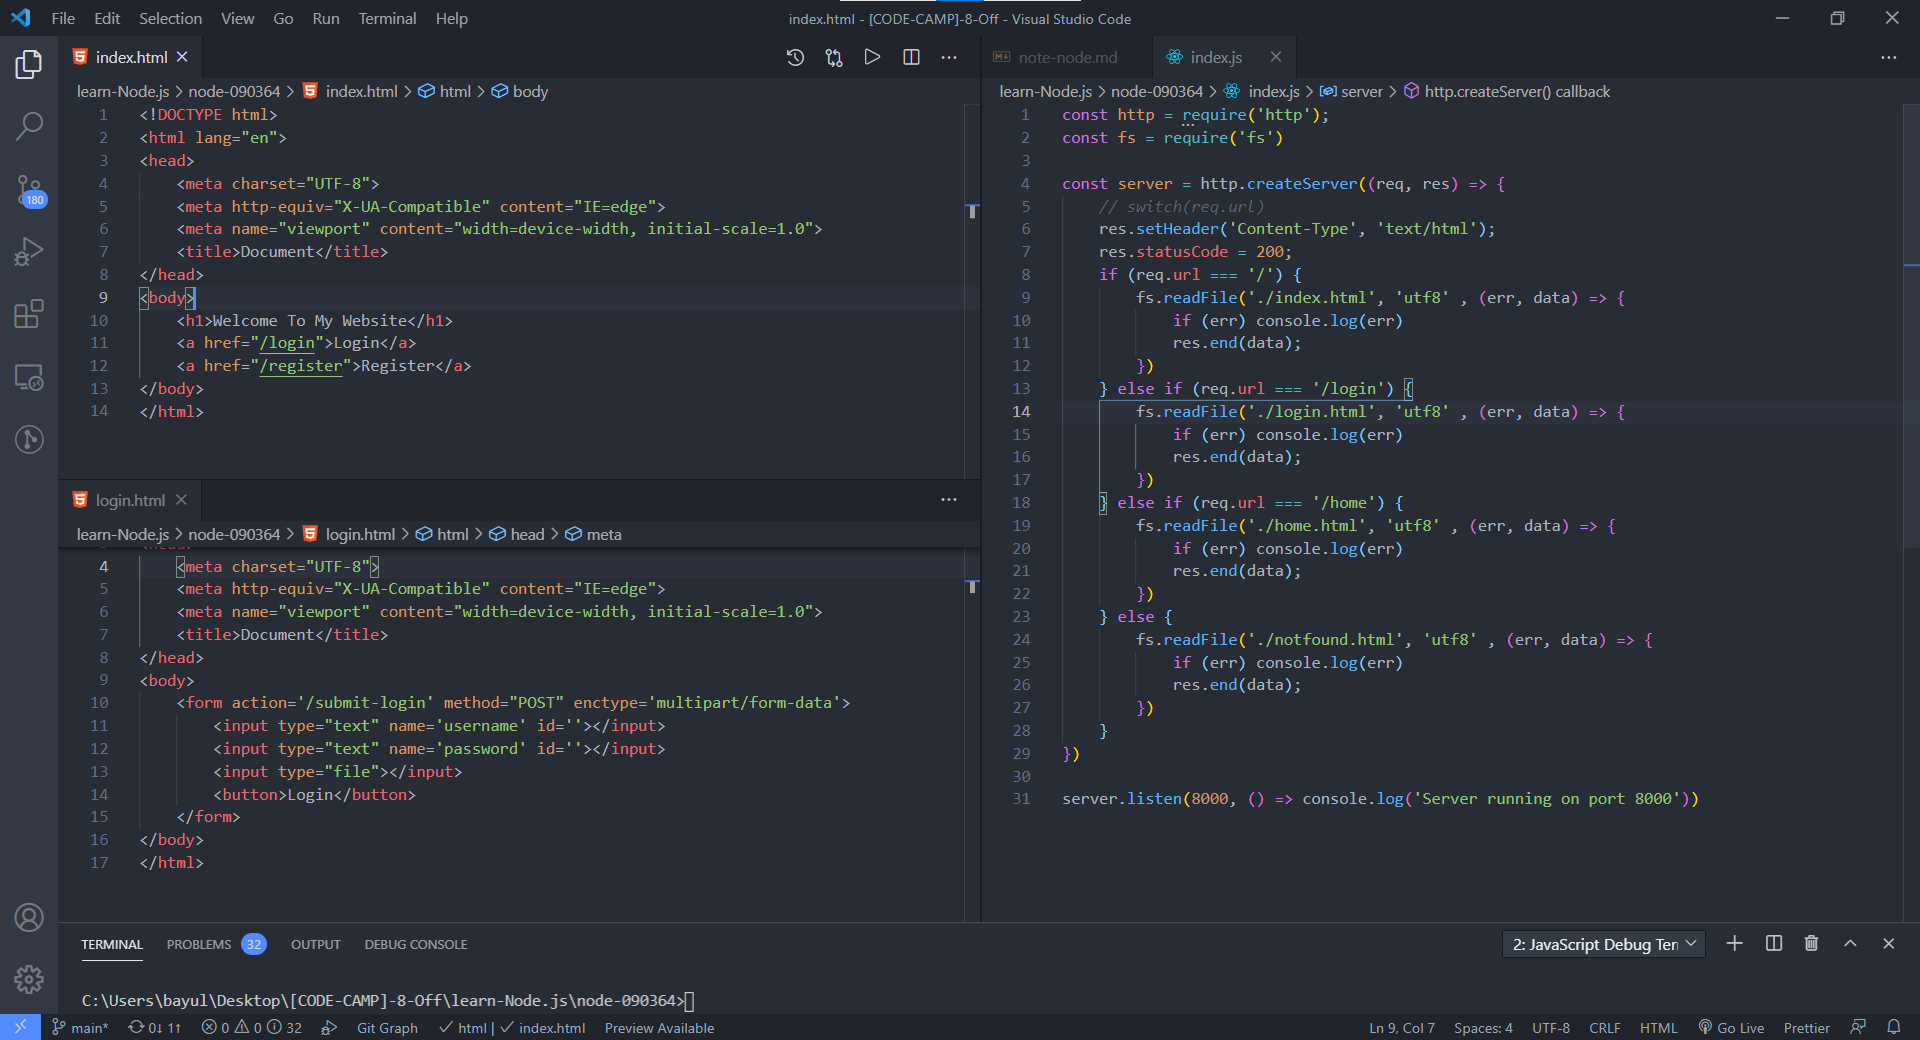 File Edit Selection View Go Run Terminal Help
index.html - [CODE-CAMP]-8-Off - Visual Studio Code
180
index.html
learn-Node.js > node-090364 > index.html > html > body
1 <!DOCTYPE html>
2 <html lang="en">
3 <head>
4 <meta charset="UTF-8">
5 <meta http-equiv="X-UA-Compatible" content="IE=edge">
6 <meta name="viewport" content="width=device-width, initial-scale=1.0">
7 <title>Document</title>
8 </head>
9 <body>
10 <h1>Welcome To My Website</h1>
11 <a href="/login">Login</a>
12 <a href="/register">Register</a>
13 </body>
14 </html>
login.html
learn-Node.js > node-090364 > login.html > html > head > meta
4 <meta charset="UTF-8">
5 <meta http-equiv="X-UA-Compatible" content="IE=edge">
6 <meta name="viewport" content="width=device-width, initial-scale=1.0">
7 <title>Document</title>
8 </head>
9 <body>
10 <form action='/submit-login' method="POST" enctype='multipart/form-data'>
11 <input type="text" name='username' id=''></input>
12 <input type="text" name='password' id=''></input>
13 <input type="file"></input>
14 <button>Login</button>
15 </form>
16 </body>
17 </html>
note-node.md index.js
learn-Node.js > node-090364 > index.js > server > http.createServer() callback
1 const http = require('http');
2 const fs = require('fs')
3
4 const server = http.createServer((req, res) => {
5 // switch(req.url)
6 res.setHeader('Content-Type', 'text/html');
7 res.statusCode = 200;
8 if (req.url === '/') {
9 fs.readFile('./index.html', 'utf8' , (err, data) => {
10 if (err) console.log(err)
11 res.end(data);
12 })
13 } else if (req.url === '/login') {
14 fs.readFile('./login.html', 'utf8' , (err, data) => {
15 if (err) console.log(err)
16 res.end(data);
17 })
18 } else if (req.url === '/home') {
19 fs.readFile('./home.html', 'utf8' , (err, data) => {
20 if (err) console.log(err)
21 res.end(data);
22 })
23 } else {
24 fs.readFile('./notfound.html', 'utf8' , (err, data) => {
25 if (err) console.log(err)
26 res.end(data);
27 })
28 }
29 })
30
31 server.listen(8000, () => console.log('Server running on port 8000'))
TERMINAL PROBLEMS 32 OUTPUT DEBUG CONSOLE
2: JavaScript Debug Ter
C:\Users\bayul\Desktop\[CODE-CAMP]-8-Off\learn-Node.js\node-090364>
main* 0↓ 1↑ 0 0 32 Git Graph html | index.html Preview Available
Ln 9, Col 7 Spaces: 4 UTF-8 CRLF HTML Go Live Prettier